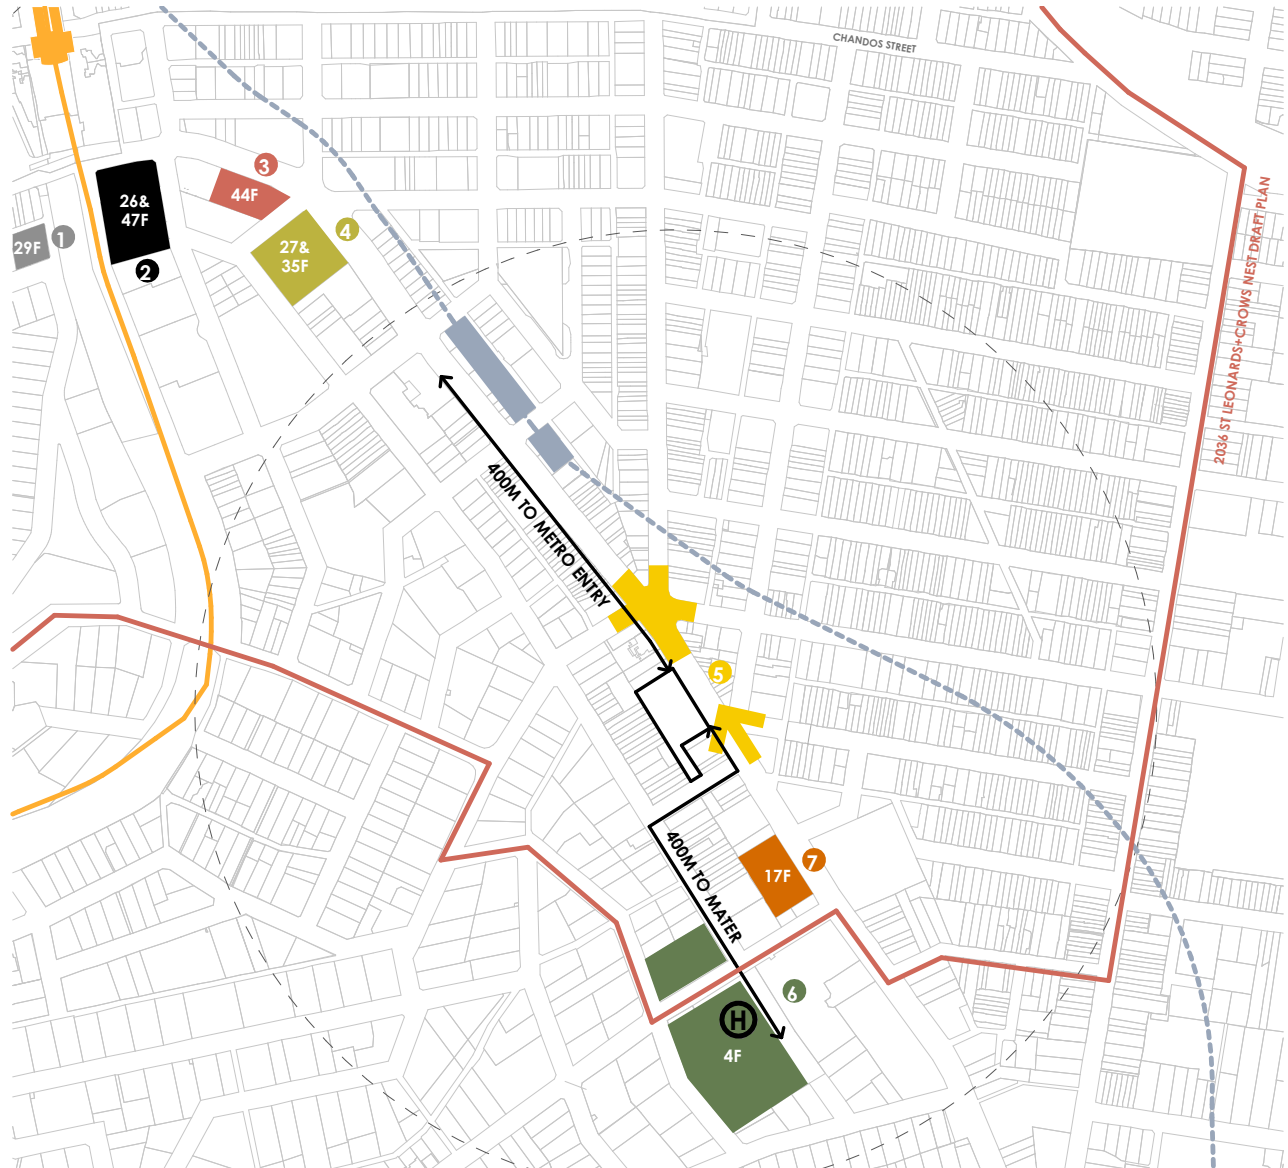 CHANDOS STREET
3
44F
26&
47F
1
29F
2
4
27&
35F
2036 ST LEONARDS+CROWS NEST DRAFT PLAN
400M TO METRO ENTRY
5
400M TO MATER
7
17F
6
H
4F